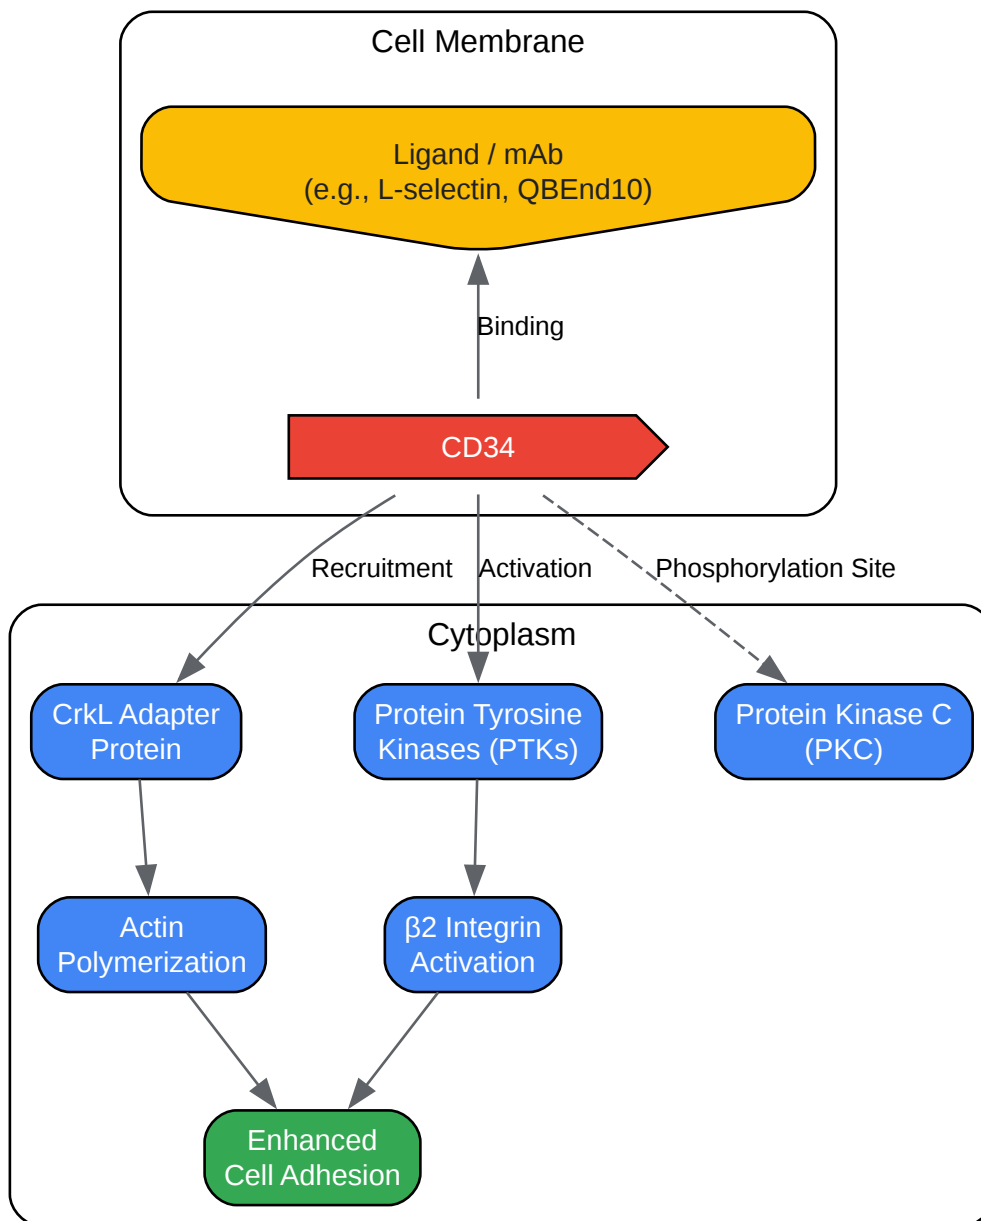 Cell Membrane
Ligand / mAb
(e.g., L-selectin, QBEnd10)
Binding
CD34
Recruitment
Activation
Phosphorylation Site
Cytoplasm
CrkL Adapter
Protein
Protein Tyrosine
Kinases (PTKs)
Protein Kinase C
(PKC)
Actin
Polymerization
β2 Integrin
Activation
Enhanced
Cell Adhesion